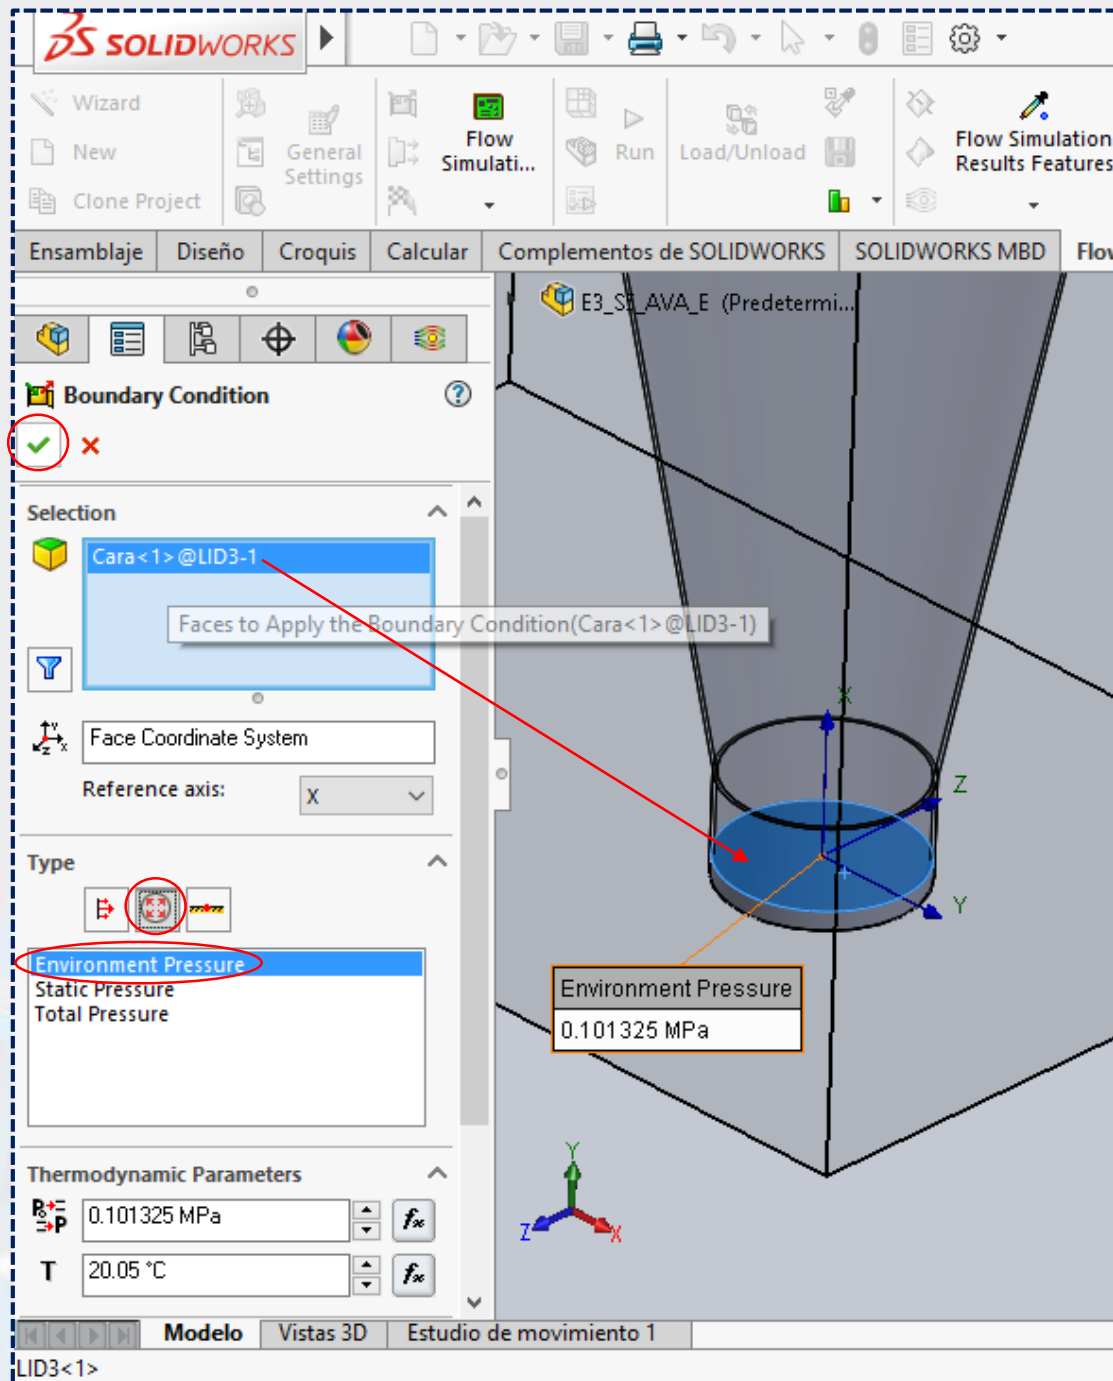 SOLIDWORKS
Wizard
New
Clone Project
General
Settings
Flow
Simulati...
Run
Load/Unload
Flow Simulation
Results Features
Ensamblaje
Diseño
Croquis
Calcular
Complementos de SOLIDWORKS
SOLIDWORKS MBD
Flow
E3_S5_AVA_E (Predetermi...
Boundary Condition
Selection
Cara<1>@LID3-1
Faces to Apply the Boundary Condition(Cara<1>@LID3-1)
Face Coordinate System
Reference axis:
X
Type
Environment Pressure
Static Pressure
Total Pressure
Thermodynamic Parameters
0.101325 MPa
T
20.05 °C
X
Z
Y
Environment Pressure
0.101325 MPa
Y
Z
X
Modelo
Vistas 3D
Estudio de movimiento 1
LID3<1>